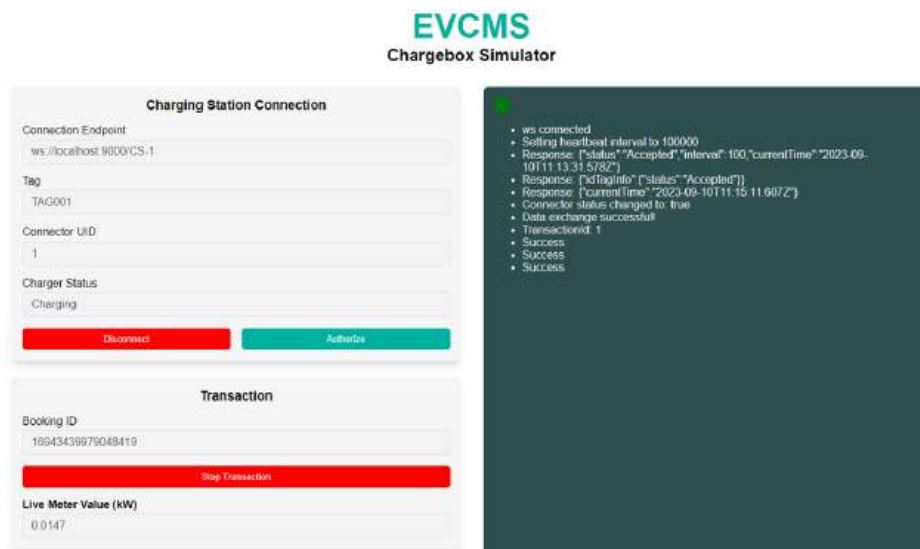 EVCMS
Chargebox Simulator
Charging Station Connection
Connection Endpoint
ws://localhost:9000/CS-1
Tag
TAG001
Connector UID
1
Charger Status
Charging
Disconnect
Authorize
Transaction
Booking ID
16943439979048419
Stop Transaction
Live Meter Value (kW)
0.0147
• ws connected
• Setting heartbeat interval to 100000
• Response: {"status":"Accepted","interval":100,"currentTime":"2023-09-
10T11:13:31.578Z"}
• Response: {"idTagInfo":{"status":"Accepted"}}
• Response: {"currentTime":"2023-09-10T11:15:11.607Z"}
• Connector status changed to: true
• Data exchange successfull
• TransactionId: 1
• Success
• Success
• Success